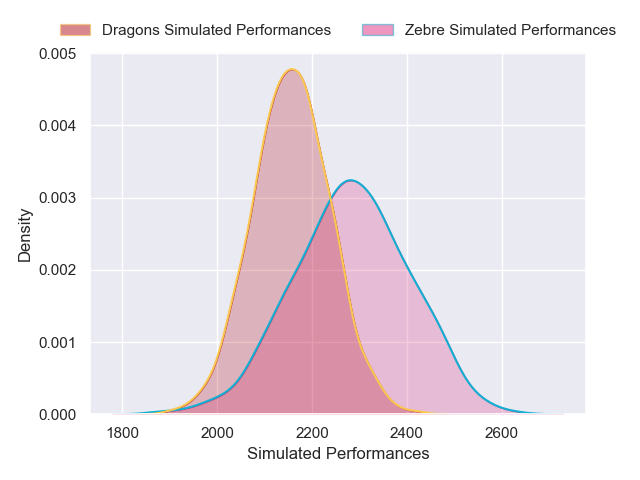 Dragons Simulated Performances Zebre Simulated Performances
0.005
0.004
0.003
0.002
0.001
0.000
Density
1800 2000 2200 2400 2600
Simulated Performances